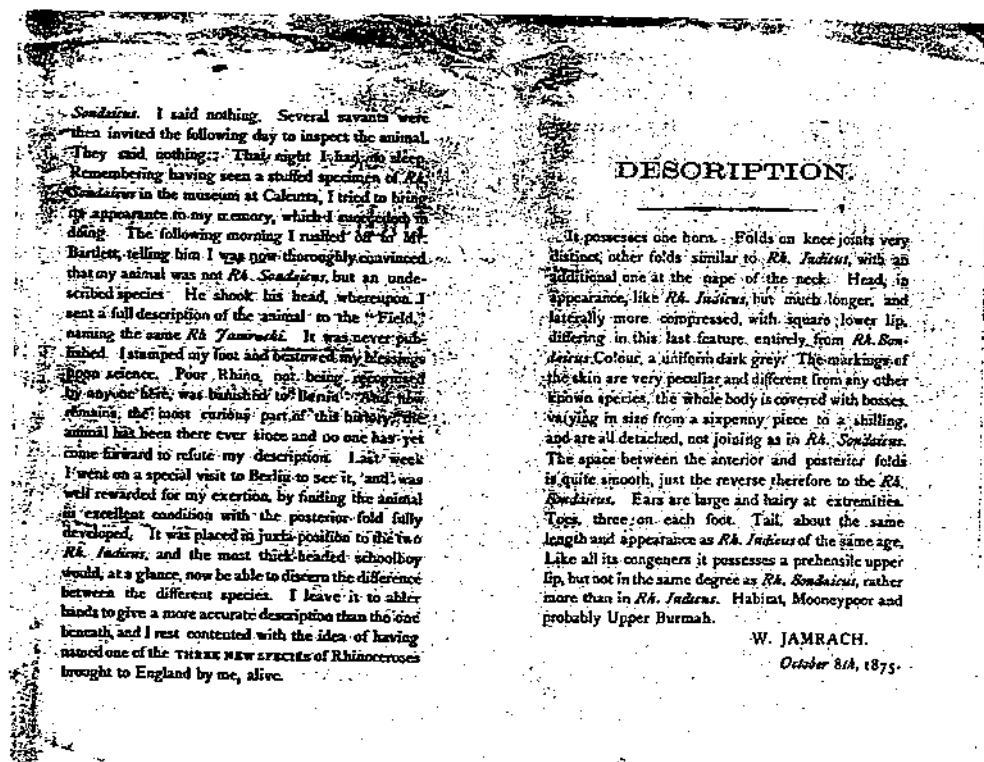 Sondaicus. I said nothing. Several savants were
then invited the following day to inspect the animal.
They said nothing: That night I had no sleep
Remembering having seen a stuffed specimen of Rh.
Sondaicus in the museum at Calcutta, I tried to bring
its appearance to my memory, which I succeeded in
doing. The following morning I rushed off to Mr.
Bartlett, telling him I was now thoroughly convinced
that my animal was not Rh. Sondaicus, but an unde-
scribed species He shook his head, whereupon I
sent a full description of the animal to the "Field,"
naming the same Rh Jamrachi. It was never pub-
lished. I stamped my foot and bestowed my blessings
upon science. Poor Rhino, not being recognised
by anyone here, was banished to Berlin And now
remains the most curious part of this history, the
animal has been there ever since and no one has yet
come forward to refute my description. Last week
I went on a special visit to Berlin to see it, and was
well rewarded for my exertion, by finding the animal
in excellent condition with the posterior fold fully
developed. It was placed in juxta-position to the two
Rh. Indicus, and the most thick-headed schoolboy
would, at a glance, now be able to discern the difference
between the different species. I leave it to abler
hands to give a more accurate description than the one
beneath, and I rest contented with the idea of having
named one of the THREE NEW SPECIES of Rhinoceroses
brought to England by me, alive.
DESCRIPTION.
It possesses one horn. Folds on knee joints very
distinct, other folds similar to Rh. Indicus, with an
additional one at the nape of the neck. Head, in
appearance, like Rh. Indicus, but much longer, and
laterally more compressed, with square lower lip,
differing in this last feature entirely from Rh. Son-
daicus Colour, a uniform dark grey. The markings of
the skin are very peculiar and different from any other
known species, the whole body is covered with bosses
varying in size from a sixpenny piece to a shilling,
and are all detached, not joining as in Rh. Sondaicus.
The space between the anterior and posterior folds
is quite smooth, just the reverse therefore to the Rh.
Sondaicus. Ears are large and hairy at extremities.
Toes, three on each foot. Tail, about the same
length and appearance as Rh. Indicus of the same age,
Like all its congeners it possesses a prehensile upper
lip, but not in the same degree as Rh. Sondaicus, rather
more than in Rh. Indicus. Habitat, Mooneypoor and
probably Upper Burmah.
W. JAMRACH.
October 8th, 1875.